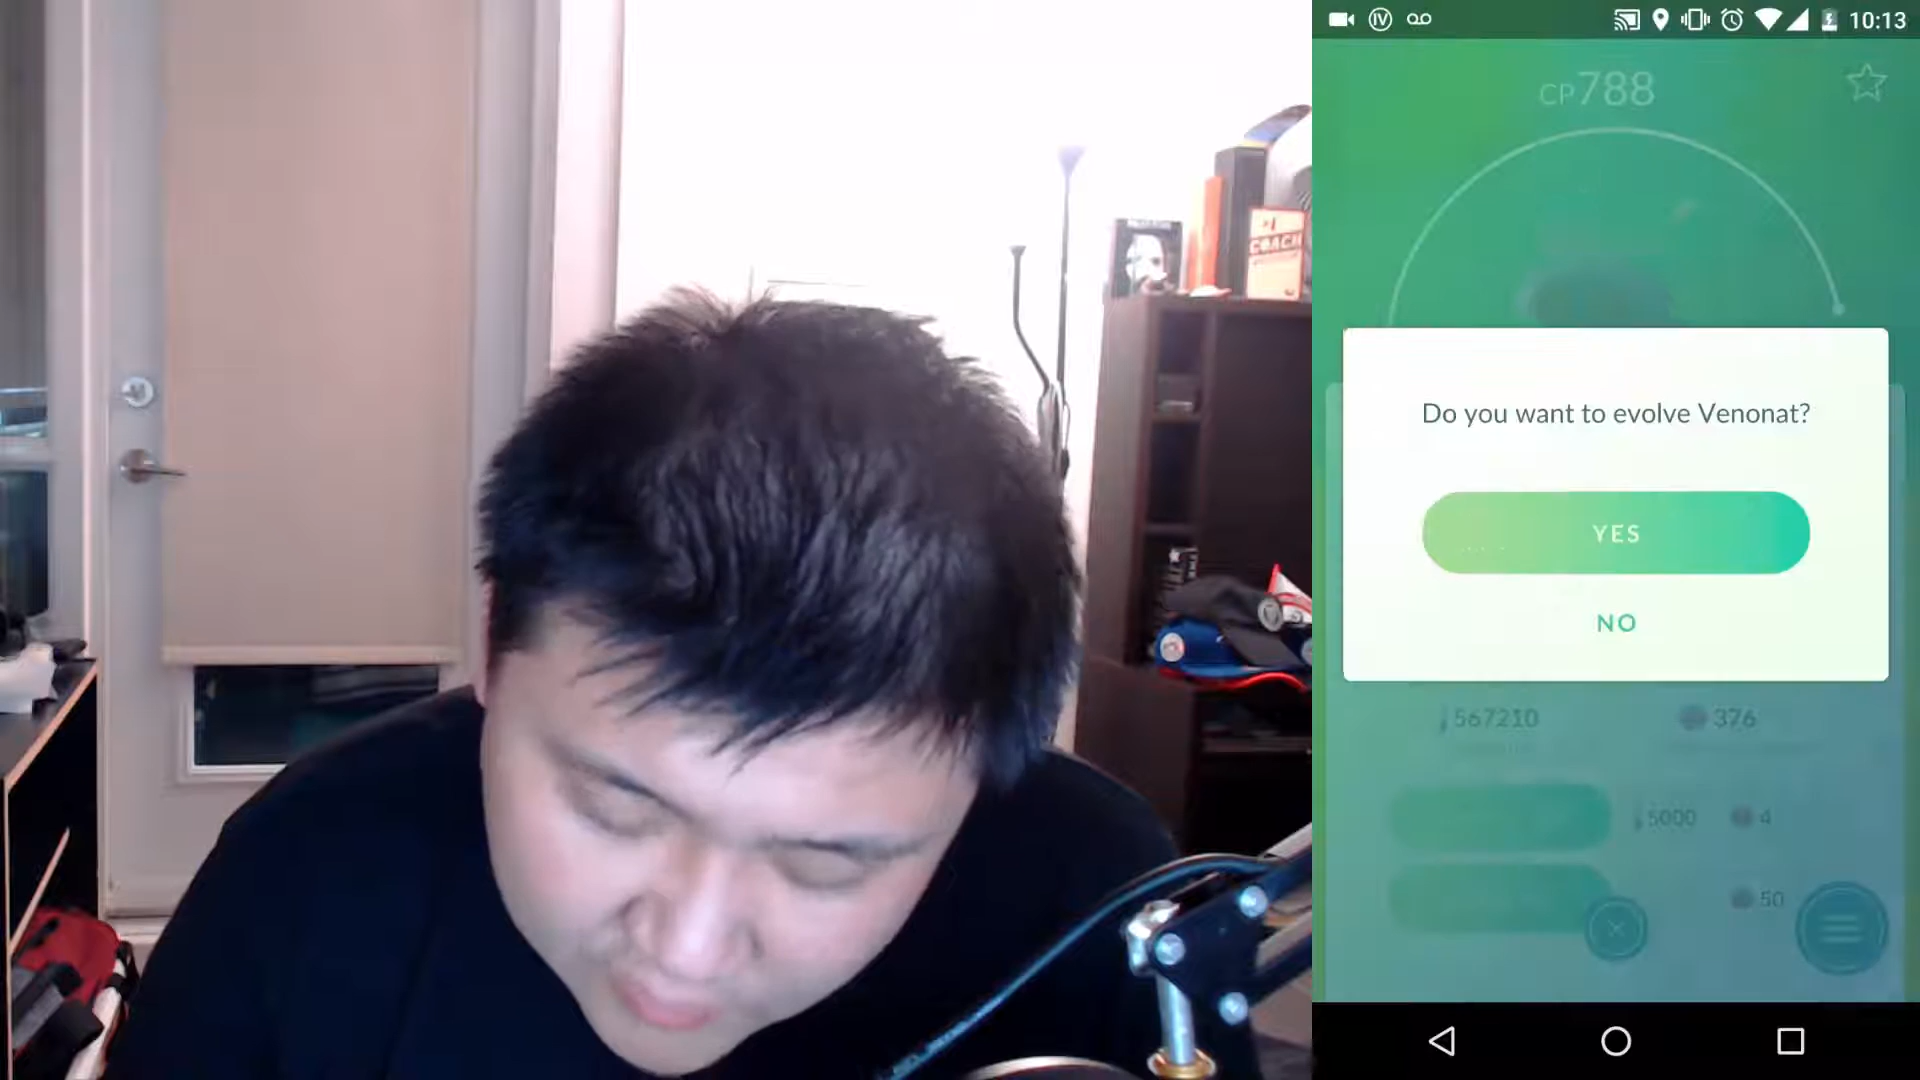 10:13
CP788
Do you want to evolve Venonat?
YES
NO
567210
376
5000
4
50
COACH